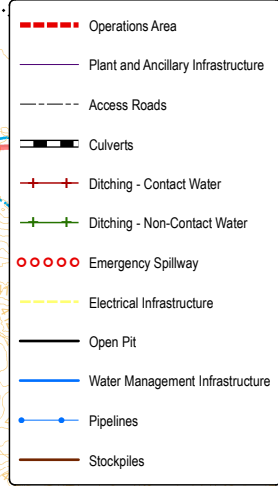 Operations Area
Plant and Ancillary Infrastructure
Access Roads
Culverts
Ditching - Contact Water
Ditching - Non-Contact Water
Emergency Spillway
Electrical Infrastructure
Open Pit
Water Management Infrastructure
Pipelines
Stockpiles